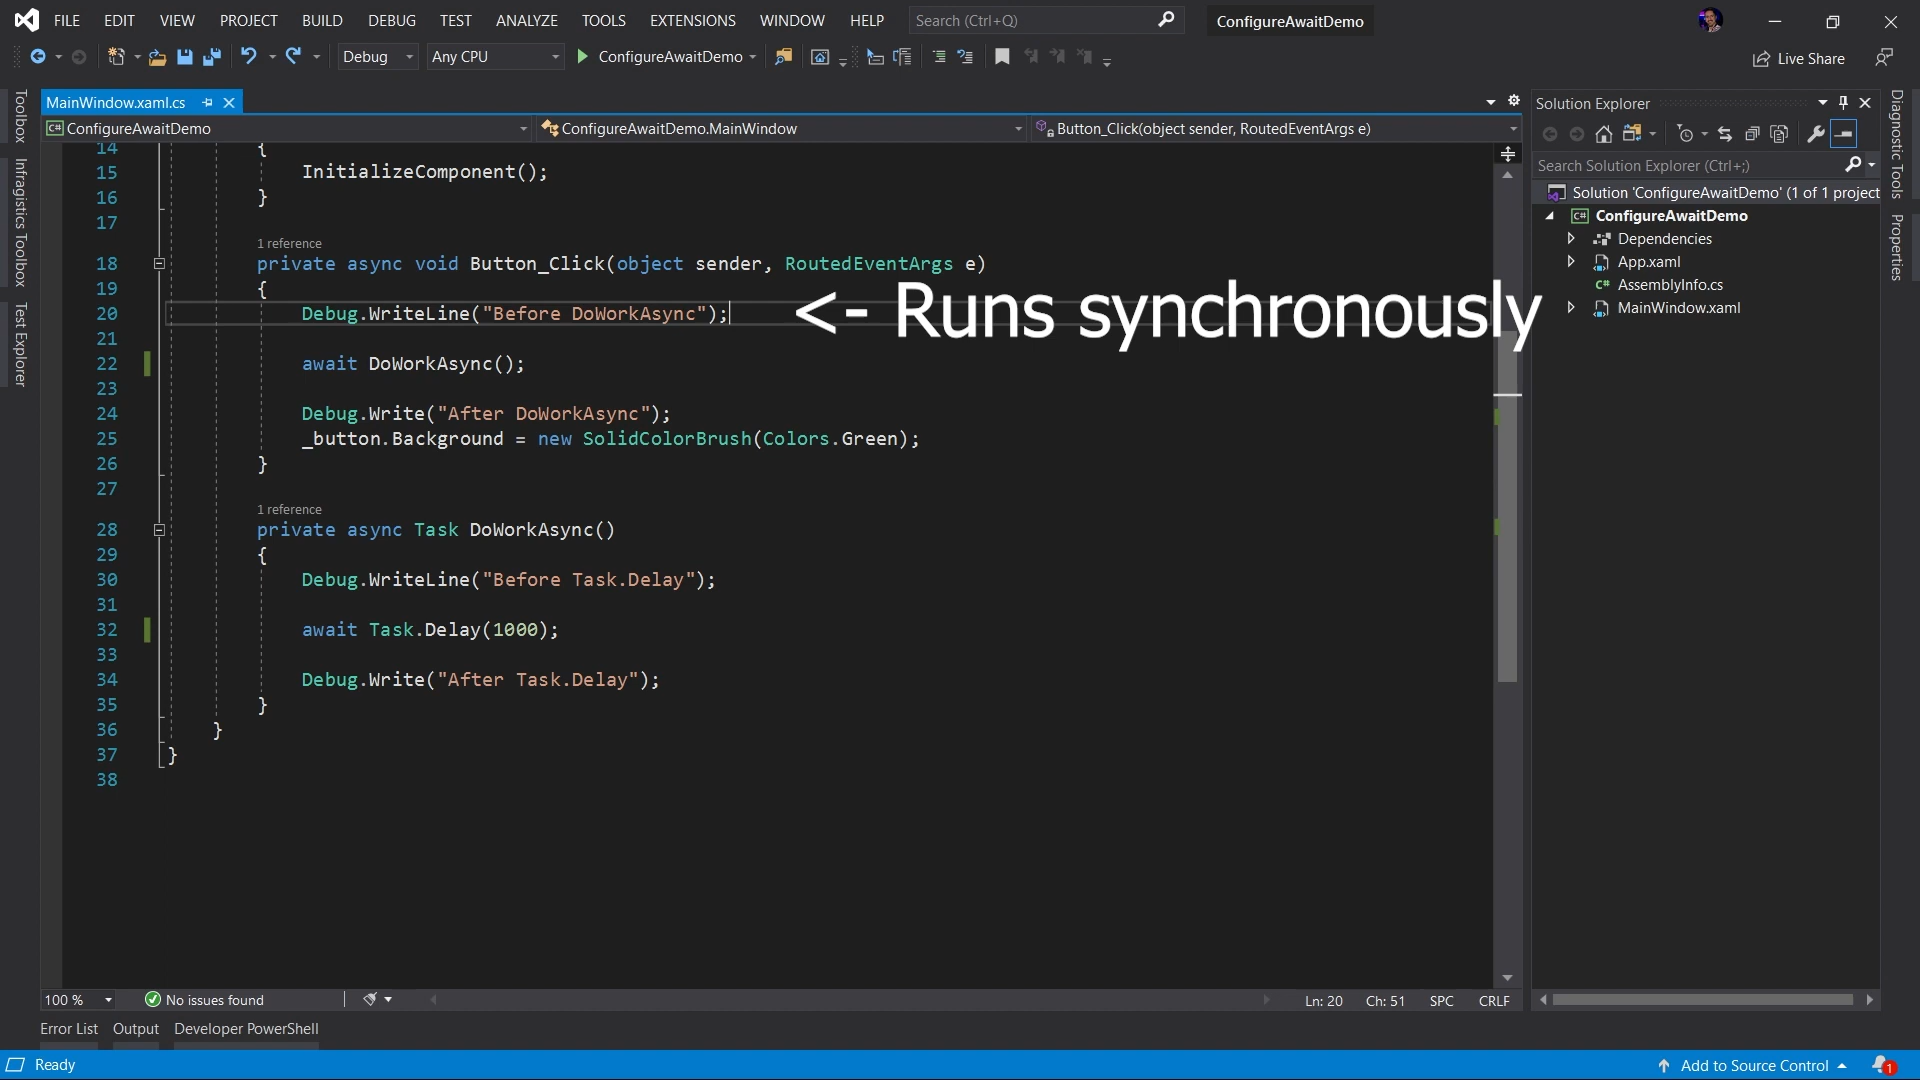 FILE EDIT VIEW PROJECT BUILD DEBUG TEST ANALYZE TOOLS EXTENSIONS WINDOW HELP Search (Ctrl+Q) ConfigureAwaitDemo
Debug Any CPU ConfigureAwaitDemo Live Share
Toolbox
Infragistics Toolbox
Test Explorer
MainWindow.xaml.cs
C# ConfigureAwaitDemo ConfigureAwaitDemo.MainWindow Button_Click(object sender, RoutedEventArgs e)
14 {
15 InitializeComponent();
16 }
17
1 reference
18 private async void Button_Click(object sender, RoutedEventArgs e)
19 {
20 Debug.WriteLine("Before DoWorkAsync"); <- Runs synchronously
21
22 await DoWorkAsync();
23
24 Debug.Write("After DoWorkAsync");
25 _button.Background = new SolidColorBrush(Colors.Green);
26 }
27
1 reference
28 private async Task DoWorkAsync()
29 {
30 Debug.WriteLine("Before Task.Delay");
31
32 await Task.Delay(1000);
33
34 Debug.Write("After Task.Delay");
35 }
36 }
37 }
38
100 % No issues found Ln: 20 Ch: 51 SPC CRLF
Solution Explorer
Search Solution Explorer (Ctrl+;)
Solution 'ConfigureAwaitDemo' (1 of 1 project
C# ConfigureAwaitDemo
Dependencies
App.xaml
C# AssemblyInfo.cs
MainWindow.xaml
Diagnostic Tools
Properties
Error List Output Developer PowerShell
Ready Add to Source Control 1